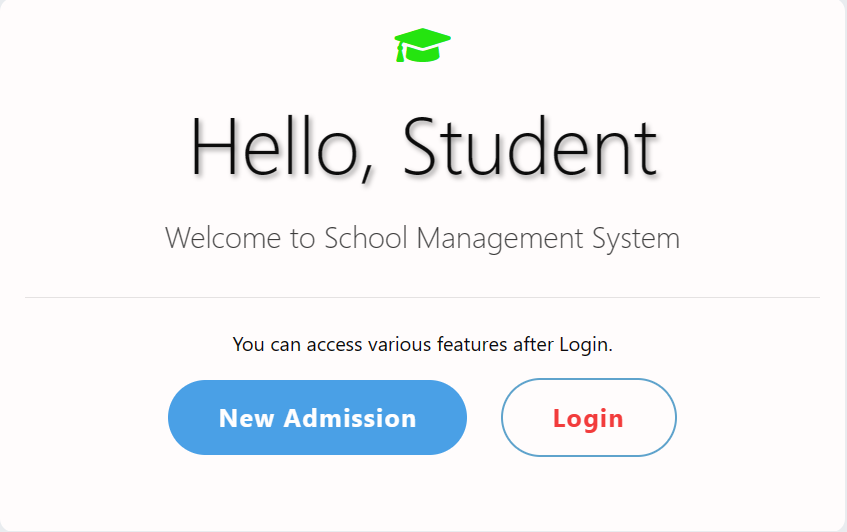 Hello, Student
Welcome to School Management System
You can access various features after Login.
New Admission
Login